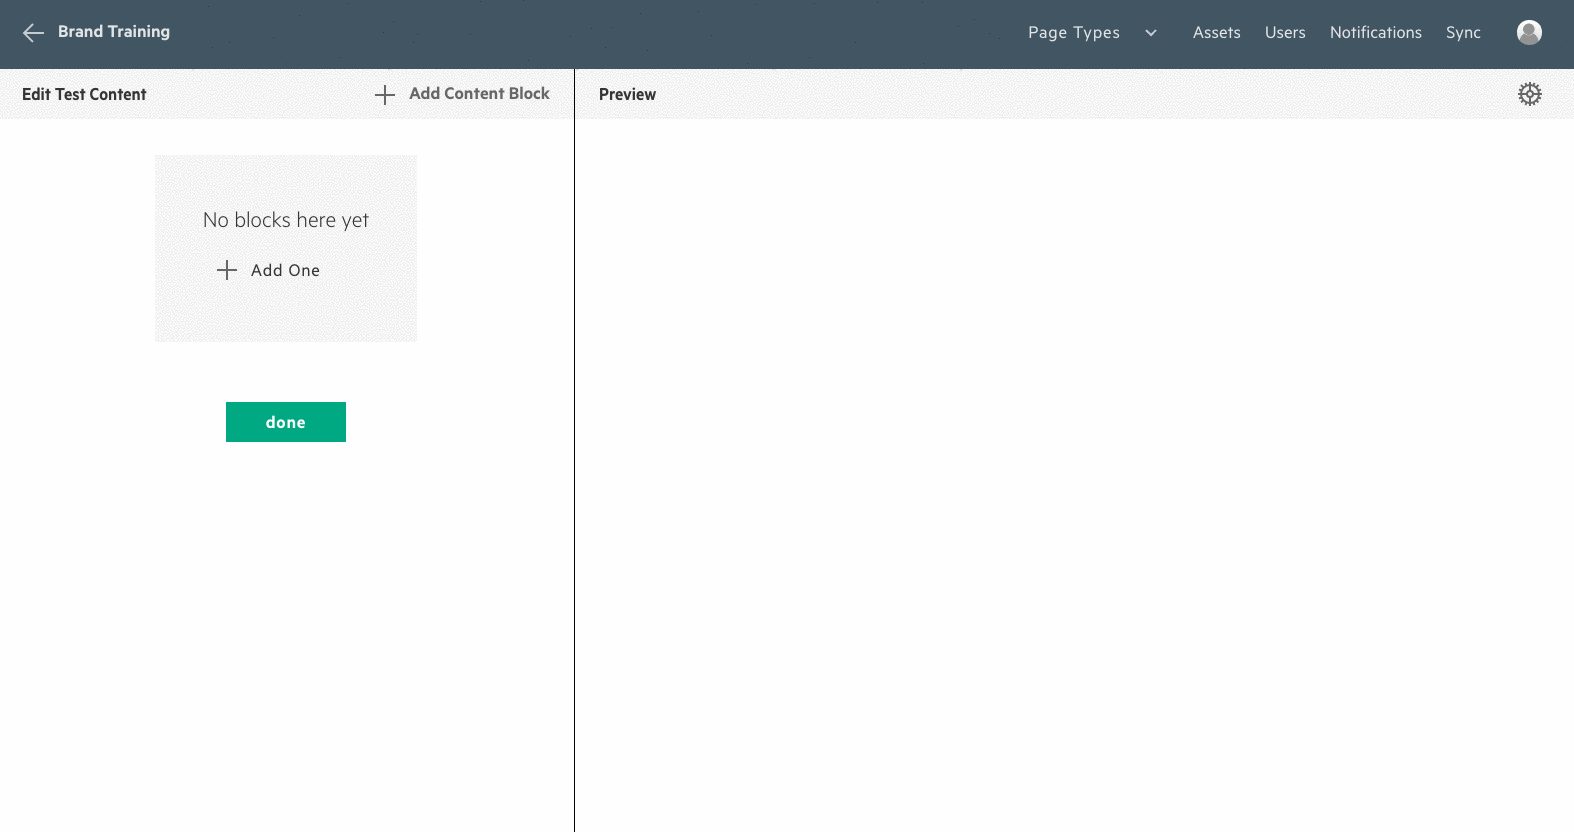 Brand Training
Page Types
Assets
Users
Notifications
Sync
Edit Test Content
Add Content Block
Preview
No blocks here yet
Add One
done